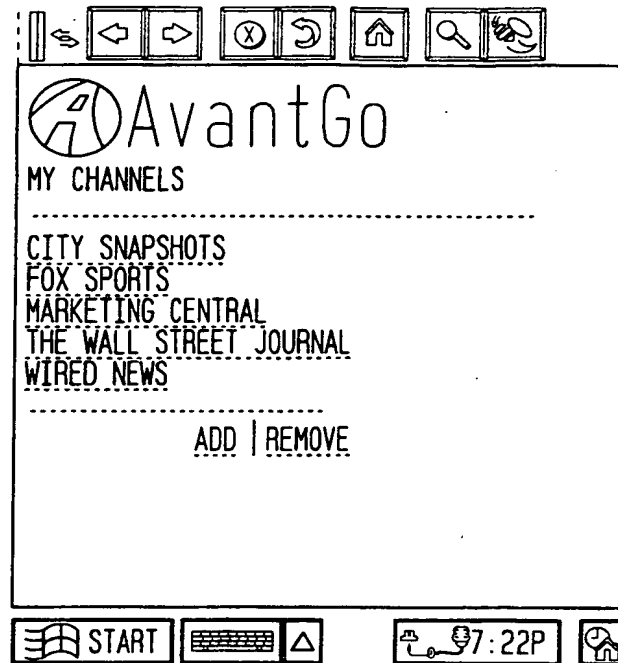 AvantGo
MY CHANNELS
CITY SNAPSHOTS
FOX SPORTS
MARKETING CENTRAL
THE WALL STREET JOURNAL
WIRED NEWS
ADD | REMOVE
START
7:22P